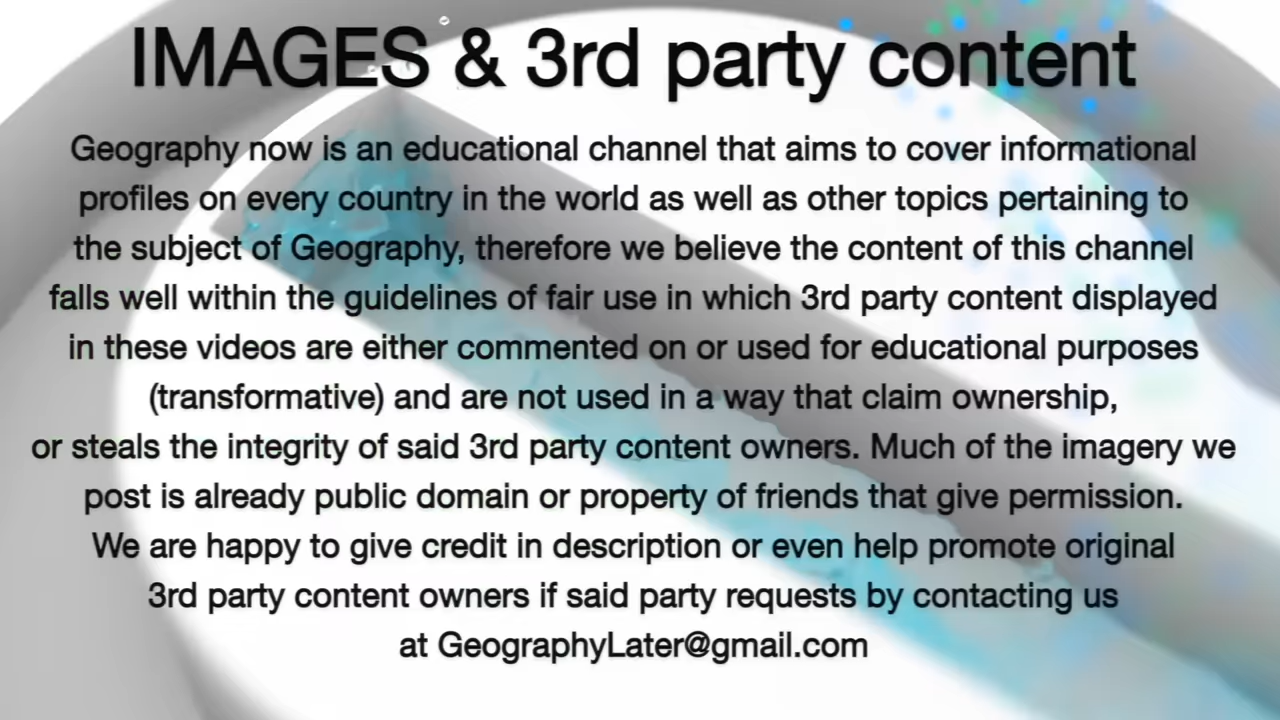 IMAGES & 3rd party content
Geography now is an educational channel that aims to cover informational
profiles on every country in the world as well as other topics pertaining to
the subject of Geography, therefore we believe the content of this channel
falls well within the guidelines of fair use in which 3rd party content displayed
in these videos are either commented on or used for educational purposes
(transformative) and are not used in a way that claim ownership,
or steals the integrity of said 3rd party content owners. Much of the imagery we
post is already public domain or property of friends that give permission.
We are happy to give credit in description or even help promote original
3rd party content owners if said party requests by contacting us
at GeographyLater@gmail.com